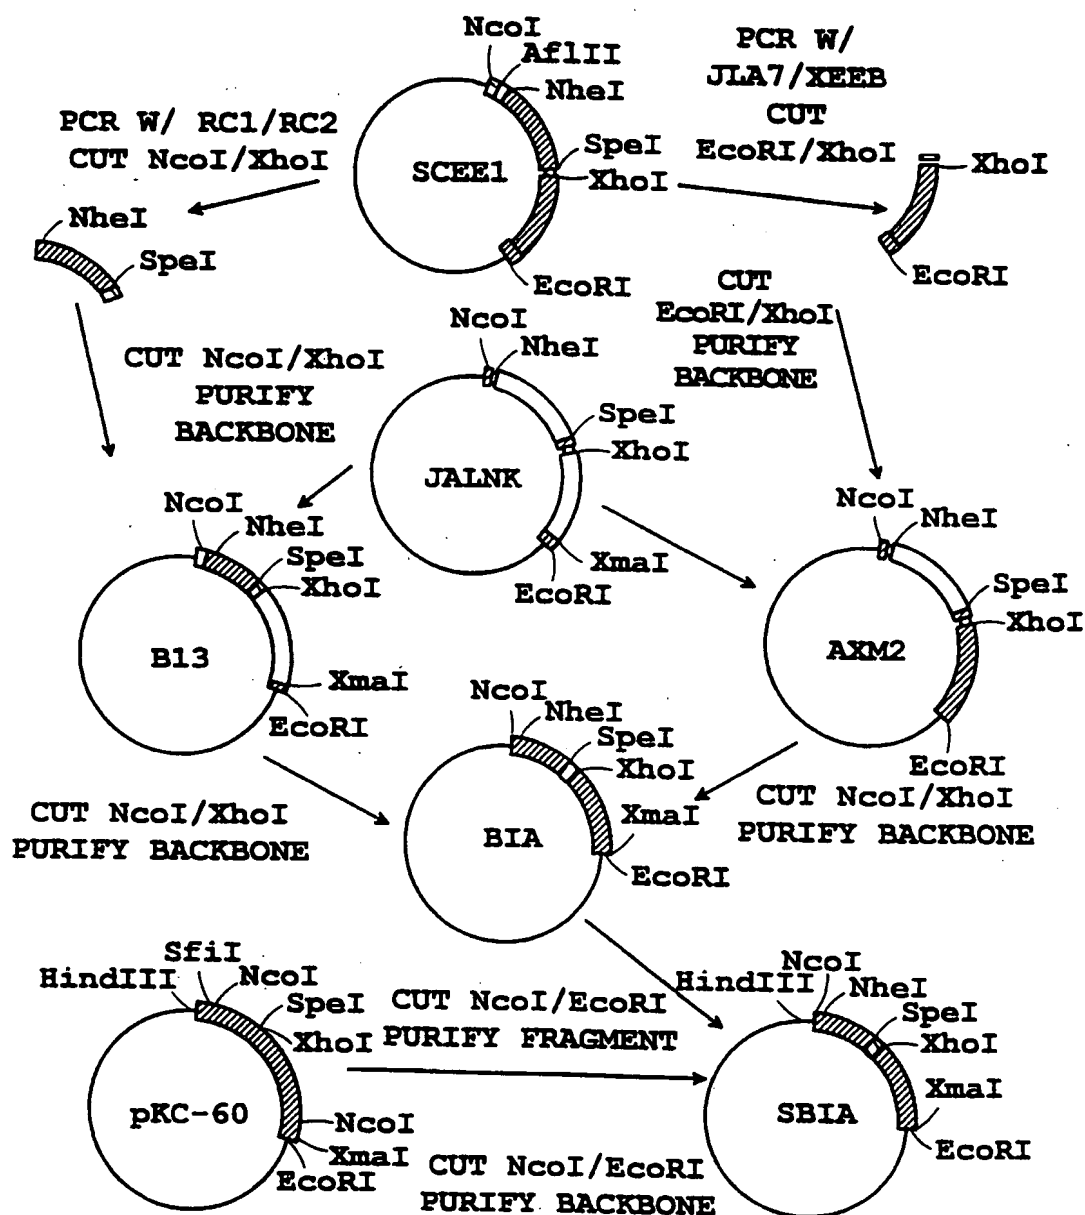 NcoI
AflII
NheI
PCR W/
JLA7/XEEB
CUT
EcoRI/XhoI
PCR W/ RC1/RC2
CUT NcoI/XhoI
SCEE1
SpeI
XhoI
EcoRI
XhoI
EcoRI
NheI
SpeI
CUT
EcoRI/XhoI
PURIFY
BACKBONE
NcoI
NheI
CUT NcoI/XhoI
PURIFY
BACKBONE
JALNK
SpeI
XhoI
XmaI
EcoRI
NcoI
NheI
SpeI
XhoI
B13
XmaI
EcoRI
NcoI
NheI
SpeI
XhoI
AXM2
EcoRI
NcoI
NheI
SpeI
XhoI
XmaI
BIA
EcoRI
CUT NcoI/XhoI
PURIFY BACKBONE
CUT NcoI/XhoI
PURIFY BACKBONE
SfiI
HindIII
NcoI
SpeI
XhoI
pKC-60
NcoI
XmaI
EcoRI
CUT NcoI/EcoRI
PURIFY FRAGMENT
CUT NcoI/EcoRI
PURIFY BACKBONE
NcoI
HindIII
NheI
SpeI
XhoI
XmaI
SBIA
EcoRI